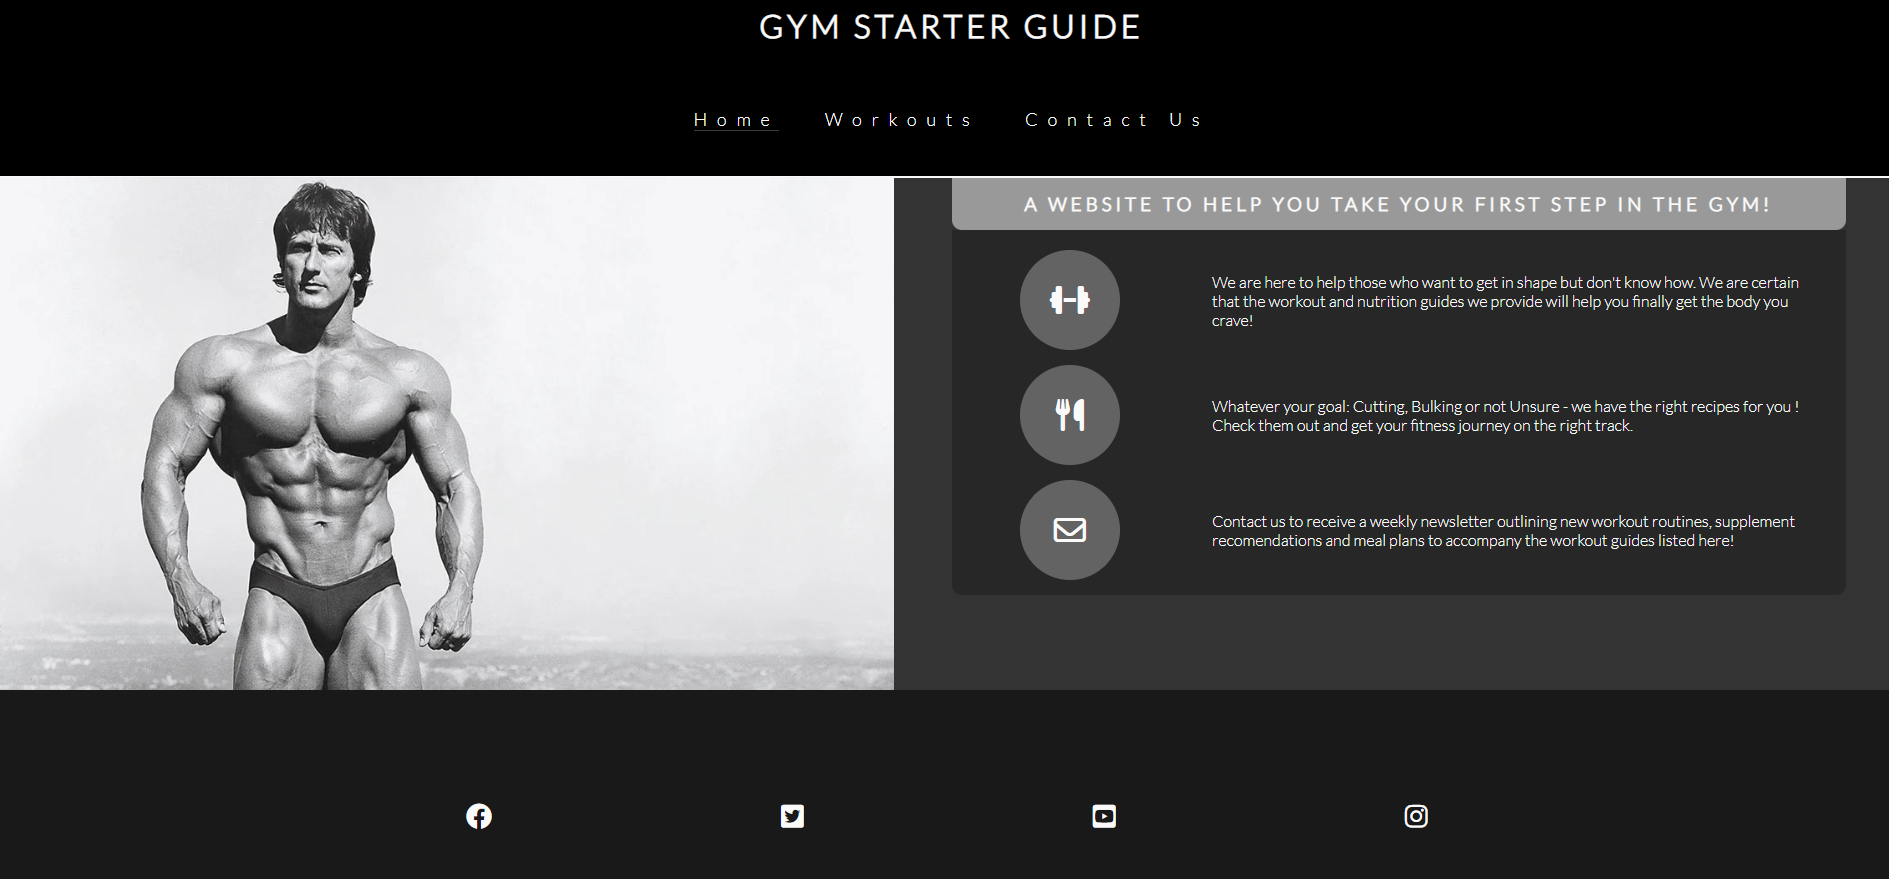 GYM STARTER GUIDE
Home Workouts Contact Us
A WEBSITE TO HELP YOU TAKE YOUR FIRST STEP IN THE GYM!
We are here to help those who want to get in shape but don't know how. We are certain
that the workout and nutrition guides we provide will help you finally get the body you
crave!
Whatever your goal: Cutting, Bulking or not Unsure - we have the right recipes for you !
Check them out and get your fitness journey on the right track.
Contact us to receive a weekly newsletter outlining new workout routines, supplement
recomendations and meal plans to accompany the workout guides listed here!